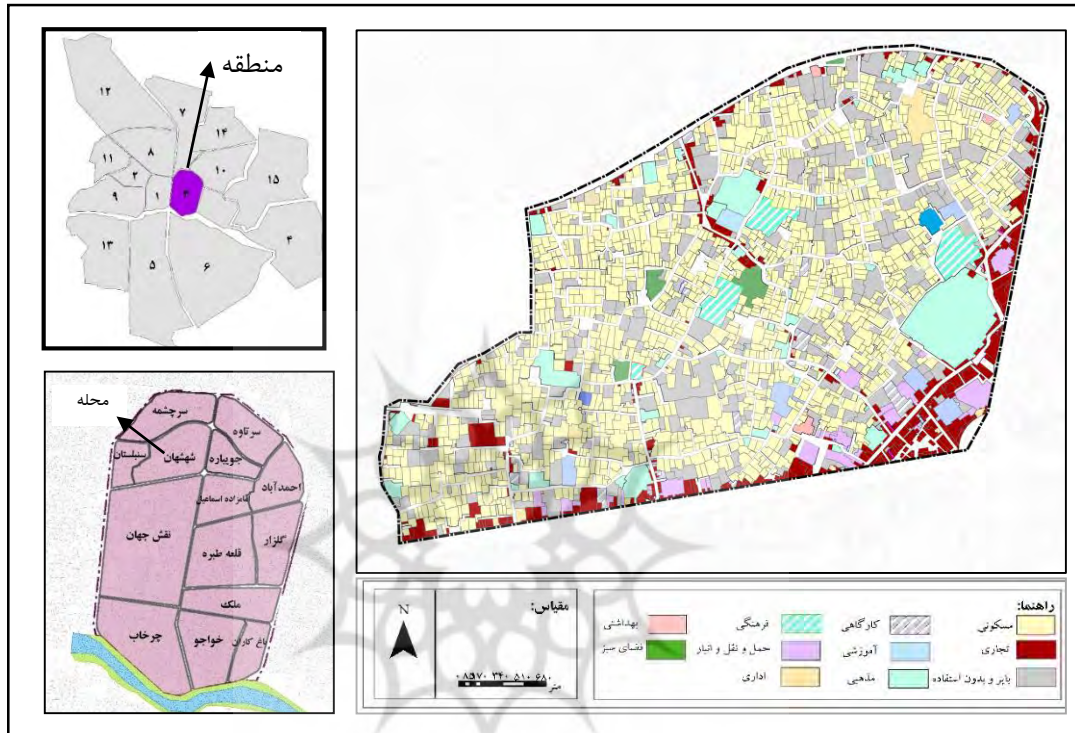 منطقه
۱۲
۷
۱۴
۸
۱۱
۲
۱۰
۱۵
۹
۱
۳
۴
۱۳
۵
۶
محله
سرچشمه
سرتاوه
سنبلستان
شهشهان
جویباره
احمدآباد
امامزاده اسماعیل
نقش جهان
قلعه طبره
گلزار
ملک
چرخاب
خواجو
باغ کاران
N
مقیاس:
متر
راهنما:
مسکونی
کارگاهی
فرهنگی
بهداشتی
تجاری
آموزشی
حمل و نقل و انبار
فضای سبز
بایر و بدون استفاده
مذهبی
اداری